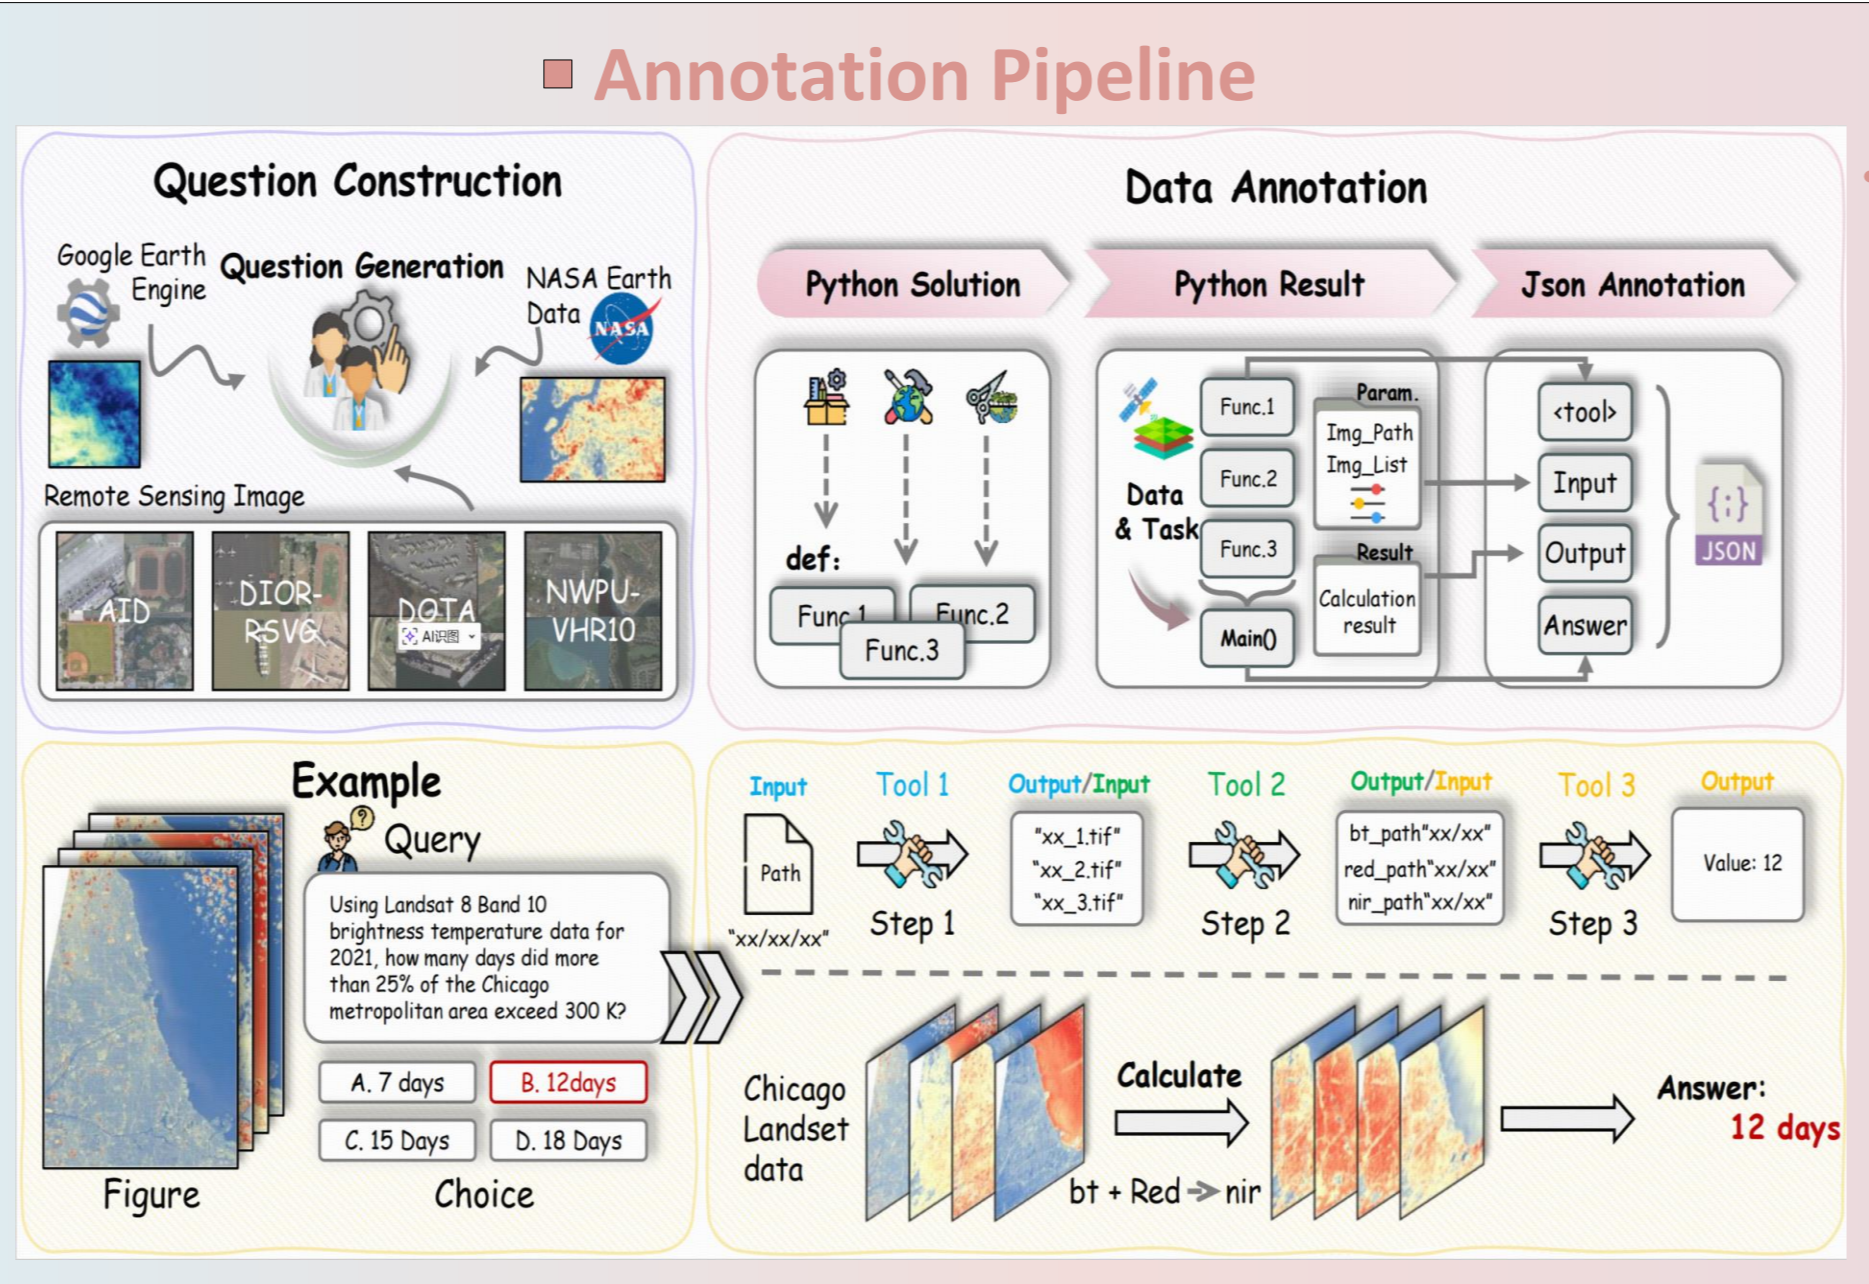 Annotation Pipeline
Question Construction
Google Earth
Engine
Question Generation
NASA Earth
Data
NASA
Remote Sensing Image
AID
DIOR-
RSVG
DOTA
AI识图
NWPU-
VHR10
Data Annotation
Python Solution
Python Result
Json Annotation
def:
Func.1
Func.2
Func.3
Data
& Task
Func.1
Func.2
Func.3
Main()
Param.
Img_Path
Img_List
Result
Calculation
result
<tool>
Input
Output
Answer
{;}
JSON
Example
Query
Using Landsat 8 Band 10
brightness temperature data for
2021, how many days did more
than 25% of the Chicago
metropolitan area exceed 300 K?
A. 7 days
B. 12days
C. 15 Days
D. 18 Days
Figure
Choice
Input
Tool 1
Output/Input
Tool 2
Output/Input
Tool 3
Output
Path
"xx/xx/xx"
Step 1
"xx_1.tif"
"xx_2.tif"
"xx_3.tif"
Step 2
bt_path"xx/xx"
red_path"xx/xx"
nir_path"xx/xx"
Step 3
Value: 12
Chicago
Landset
data
Calculate
bt + Red -> nir
Answer:
12 days